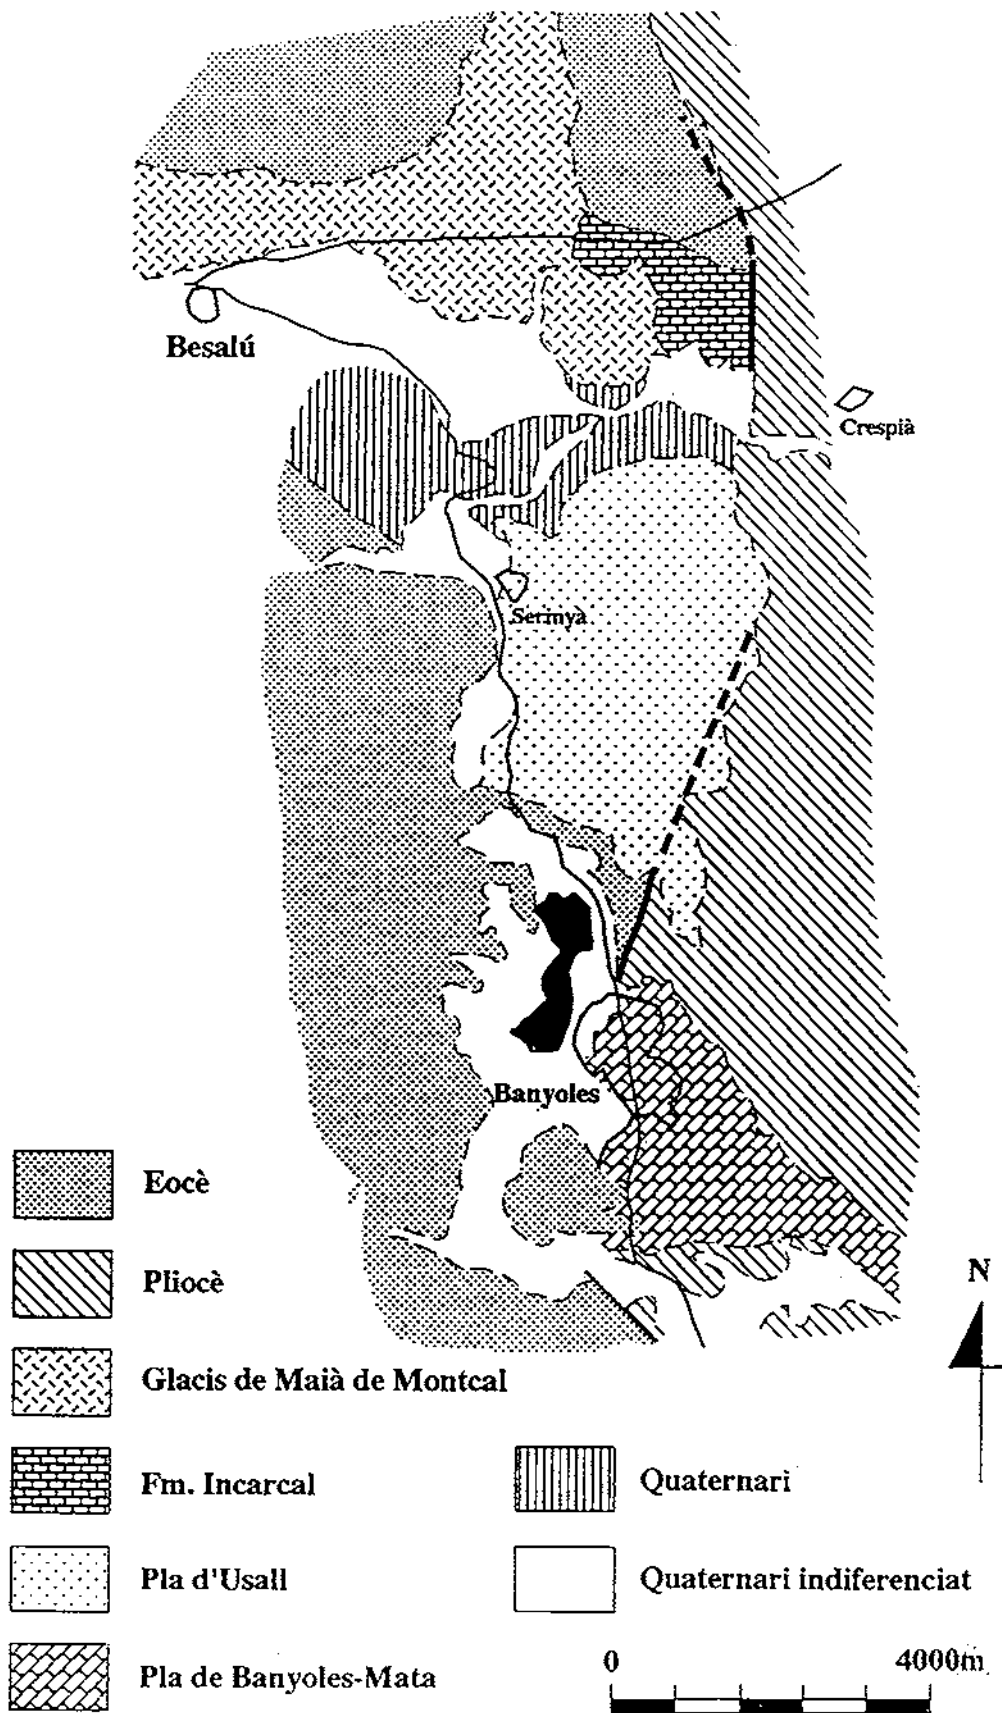 Besalú
Crespià
Serinyà
Banyoles
Eocè
Pliocè
N
Glacis de Maià de Montcal
Fm. Incarcal
Quaternari
Pla d'Usall
Quaternari indiferenciat
Pla de Banyoles-Mata
0 4000m